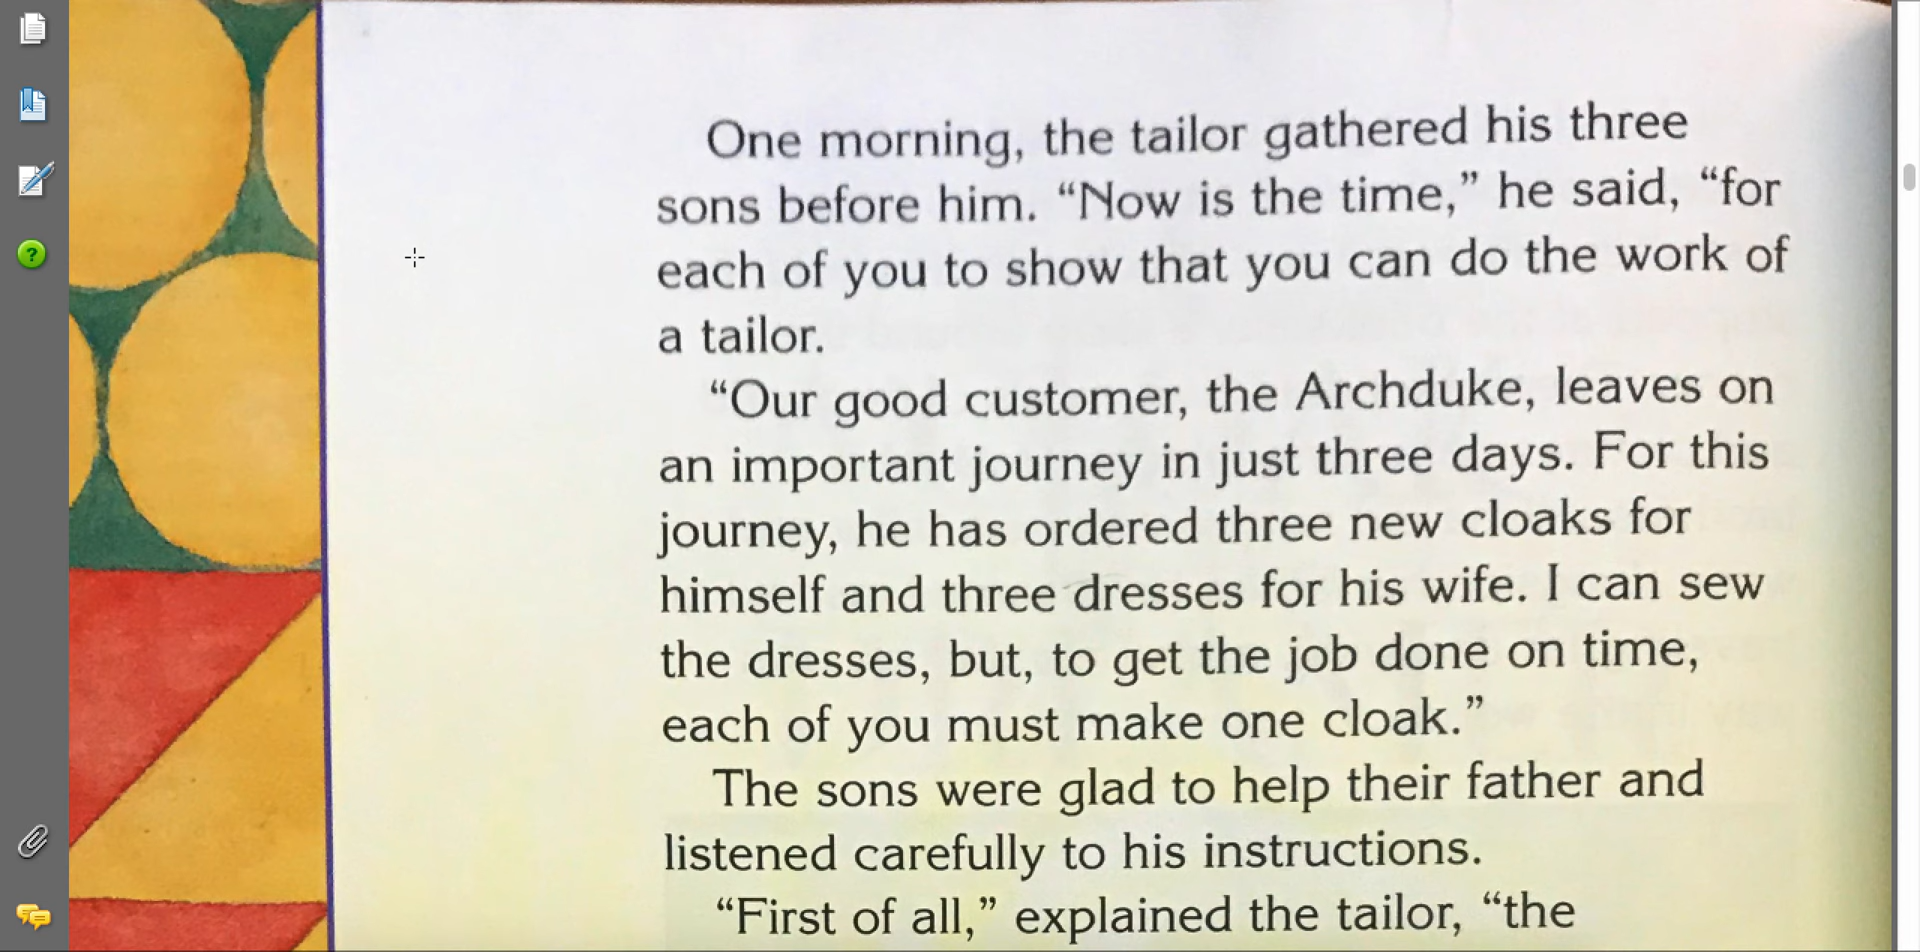 One morning, the tailor gathered his three
sons before him. “Now is the time,” he said, “for
each of you to show that you can do the work of
a tailor.
“Our good customer, the Archduke, leaves on
an important journey in just three days. For this
journey, he has ordered three new cloaks for
himself and three dresses for his wife. I can sew
the dresses, but, to get the job done on time,
each of you must make one cloak.”
The sons were glad to help their father and
listened carefully to his instructions.
“First of all,” explained the tailor, “the